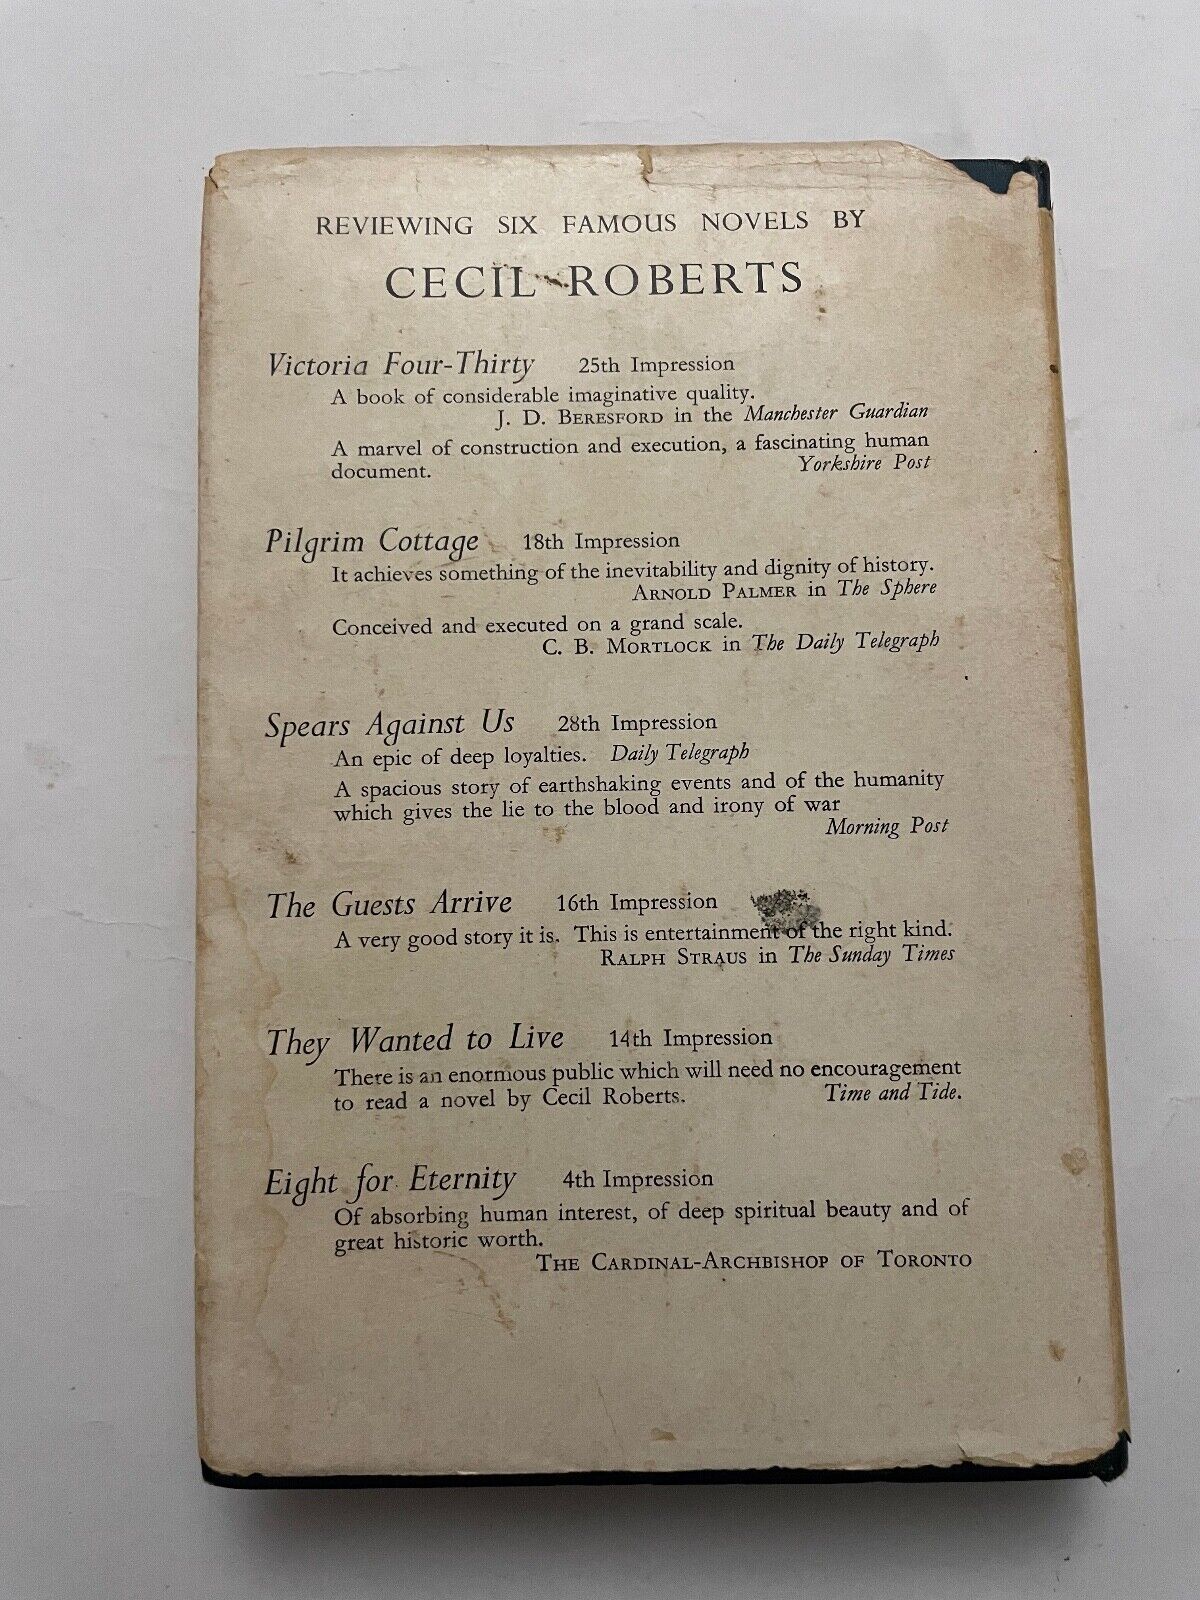 REVIEWING SIX FAMOUS NOVELS BY
CECIL ROBERTS
Victoria Four-Thirty 25th Impression
A book of considerable imaginative quality.
J. D. BERESFORD in the Manchester Guardian
A marvel of construction and execution, a fascinating human
document. Yorkshire Post
Pilgrim Cottage 18th Impression
It achieves something of the inevitability and dignity of history.
ARNOLD PALMER in The Sphere
Conceived and executed on a grand scale.
C. B. MORTLOCK in The Daily Telegraph
Spears Against Us 28th Impression
An epic of deep loyalties. Daily Telegraph
A spacious story of earthshaking events and of the humanity
which gives the lie to the blood and irony of war
Morning Post
The Guests Arrive 16th Impression
A very good story it is. This is entertainment of the right kind.
RALPH STRAUS in The Sunday Times
They Wanted to Live 14th Impression
There is an enormous public which will need no encouragement
to read a novel by Cecil Roberts. Time and Tide.
Eight for Eternity 4th Impression
Of absorbing human interest, of deep spiritual beauty and of
great historic worth.
THE CARDINAL-ARCHBISHOP OF TORONTO